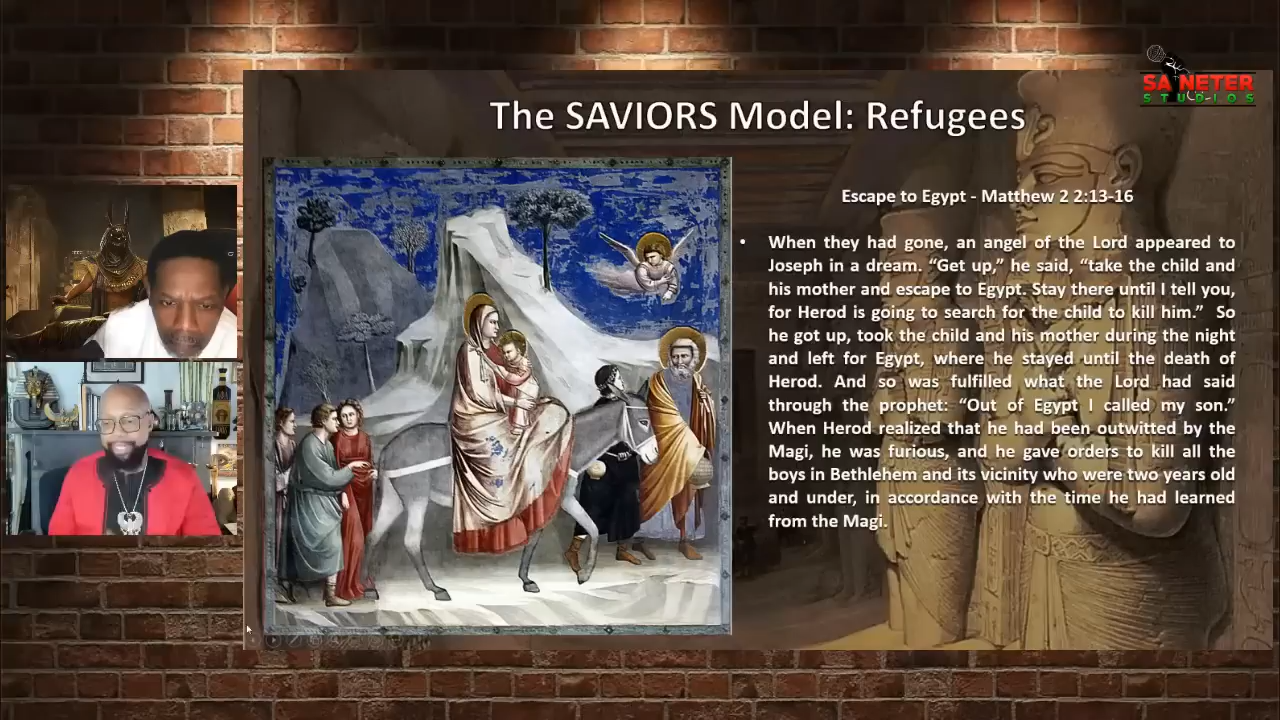 SA NETER
STUDIOS
The SAVIORS Model: Refugees
Escape to Egypt - Matthew 2 2:13-16
• When they had gone, an angel of the Lord appeared to
Joseph in a dream. “Get up,” he said, “take the child and
his mother and escape to Egypt. Stay there until I tell you,
for Herod is going to search for the child to kill him.” So
he got up, took the child and his mother during the night
and left for Egypt, where he stayed until the death of
Herod. And so was fulfilled what the Lord had said
through the prophet: “Out of Egypt I called my son.”
When Herod realized that he had been outwitted by the
Magi, he was furious, and he gave orders to kill all the
boys in Bethlehem and its vicinity who were two years old
and under, in accordance with the time he had learned
from the Magi.